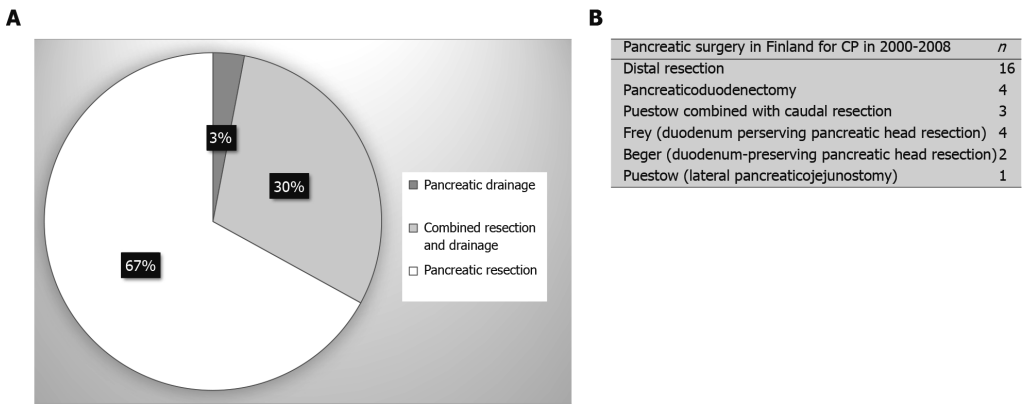 A
3%
30%
67%
Pancreatic drainage
Combined resection
and drainage
Pancreatic resection
B
Pancreatic surgery in Finland for CP in 2000-2008 n
Distal resection 16
Pancreaticoduodenectomy 4
Puestow combined with caudal resection 3
Frey (duodenum perserving pancreatic head resection) 4
Beger (duodenum-preserving pancreatic head resection) 2
Puestow (lateral pancreaticojejunostomy) 1